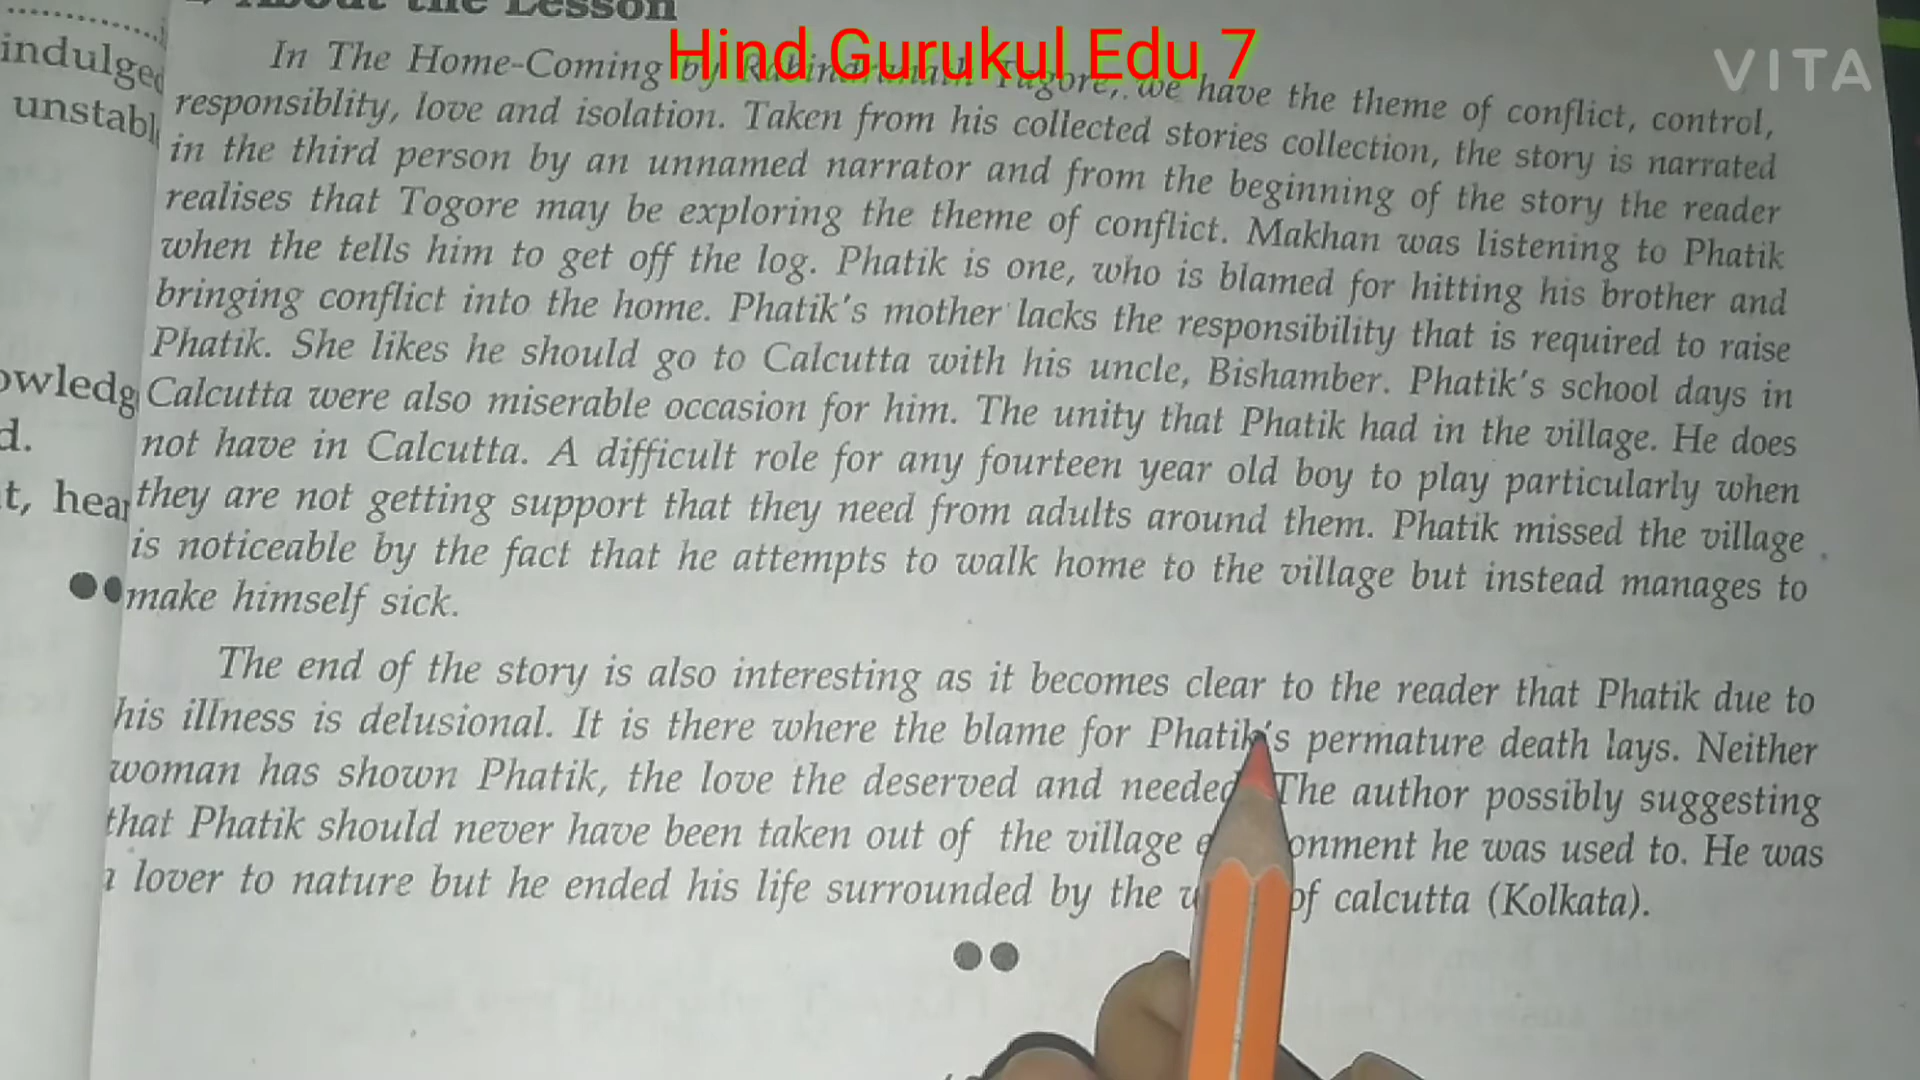 About the Lesson
Hind Gurukul Edu 7
VITA
indulged
unstabl
owledg
d.
t, hear
In The Home-Coming by Rabindranath Tagore, we have the theme of conflict, control,
responsiblity, love and isolation. Taken from his collected stories collection, the story is narrated
in the third person by an unnamed narrator and from the beginning of the story the reader
realises that Togore may be exploring the theme of conflict. Makhan was listening to Phatik
when the tells him to get off the log. Phatik is one, who is blamed for hitting his brother and
bringing conflict into the home. Phatik's mother lacks the responsibility that is required to raise
Phatik. She likes he should go to Calcutta with his uncle, Bishamber. Phatik's school days in
Calcutta were also miserable occasion for him. The unity that Phatik had in the village. He does
not have in Calcutta. A difficult role for any fourteen year old boy to play particularly when
they are not getting support that they need from adults around them. Phatik missed the village
is noticeable by the fact that he attempts to walk home to the village but instead manages to
make himself sick.
The end of the story is also interesting as it becomes clear to the reader that Phatik due to
his illness is delusional. It is there where the blame for Phatik's permature death lays. Neither
woman has shown Phatik, the love the deserved and needed The author possibly suggesting
that Phatik should never have been taken out of the village e onment he was used to. He was
a lover to nature but he ended his life surrounded by the of calcutta (Kolkata).